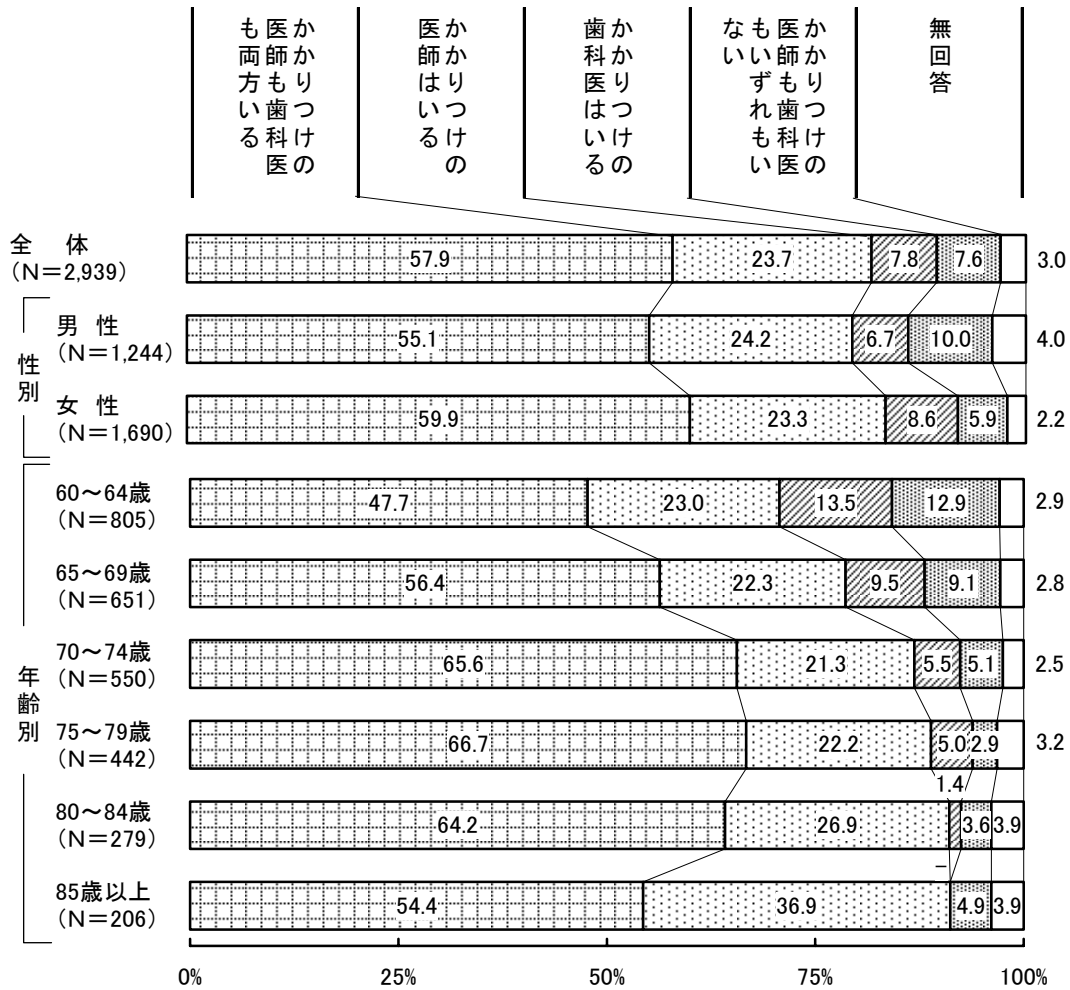 かかりつけの
医師も歯科医
も両方いる
かかりつけの
医師はいる
かかりつけの
歯科医はいる
かかりつけの
医師も歯科医
もいずれもい
ない
無回答
全 体
(N=2,939)
57.9 23.7 7.8 7.6 3.0
性別
男 性
(N=1,244)
55.1 24.2 6.7 10.0 4.0
女 性
(N=1,690)
59.9 23.3 8.6 5.9 2.2
年齢別
60～64歳
(N=805)
47.7 23.0 13.5 12.9 2.9
65～69歳
(N=651)
56.4 22.3 9.5 9.1 2.8
70～74歳
(N=550)
65.6 21.3 5.5 5.1 2.5
75～79歳
(N=442)
66.7 22.2 5.0 2.9 3.2
80～84歳
(N=279)
64.2 26.9 1.4 3.6 3.9
85歳以上
(N=206)
54.4 36.9 － 4.9 3.9
0% 25% 50% 75% 100%